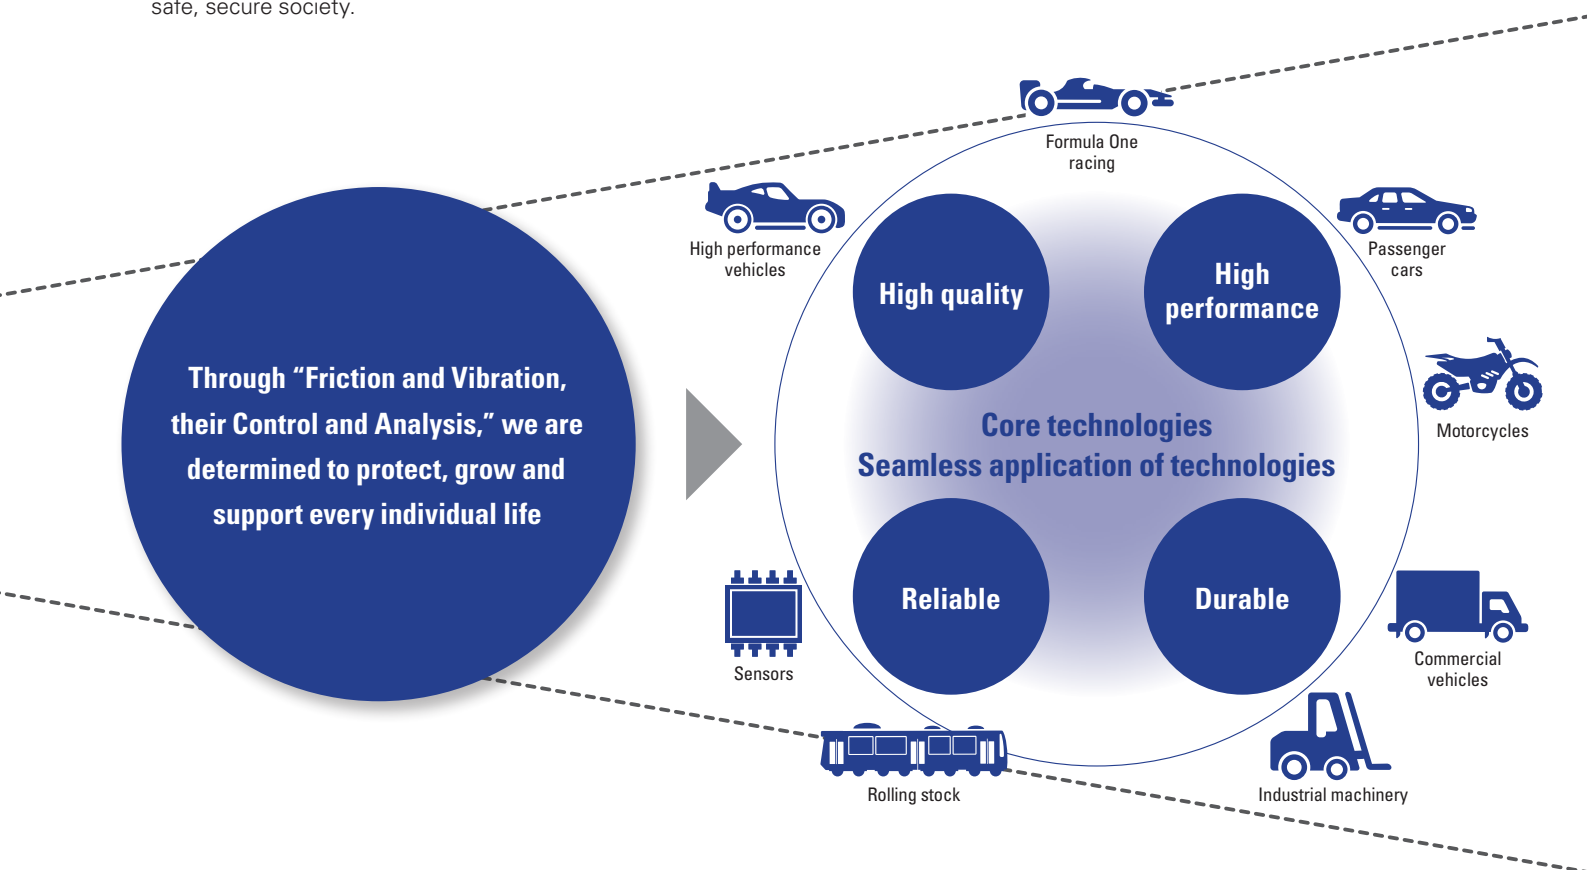 safe, secure society.
Through “Friction and Vibration,
their Control and Analysis,” we are
determined to protect, grow and
support every individual life
Formula One
racing
High performance
vehicles
Passenger
cars
High quality
High
performance
Motorcycles
Core technologies
Seamless application of technologies
Reliable
Durable
Sensors
Commercial
vehicles
Rolling stock
Industrial machinery